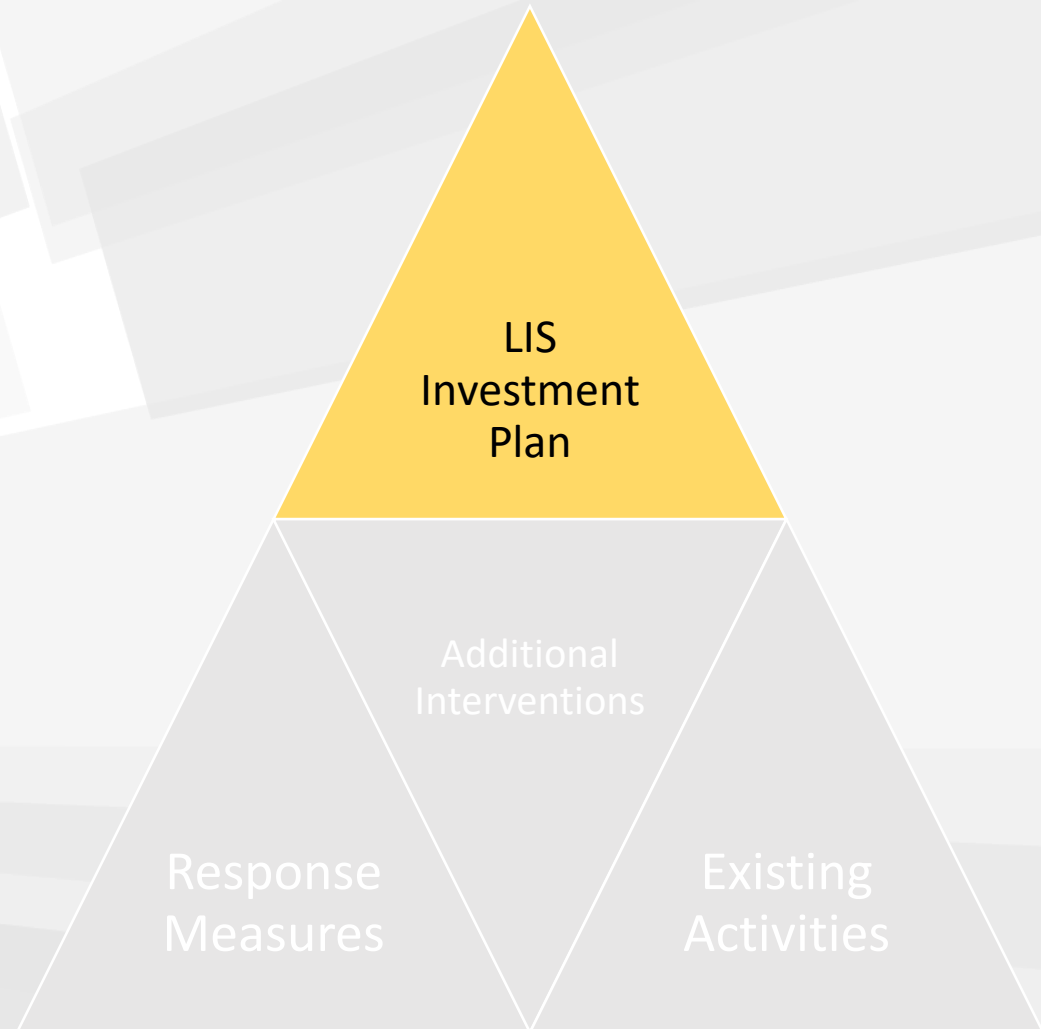 LIS
Investment
Plan
Additional
Interventions
Response
Measures
Existing
Activities